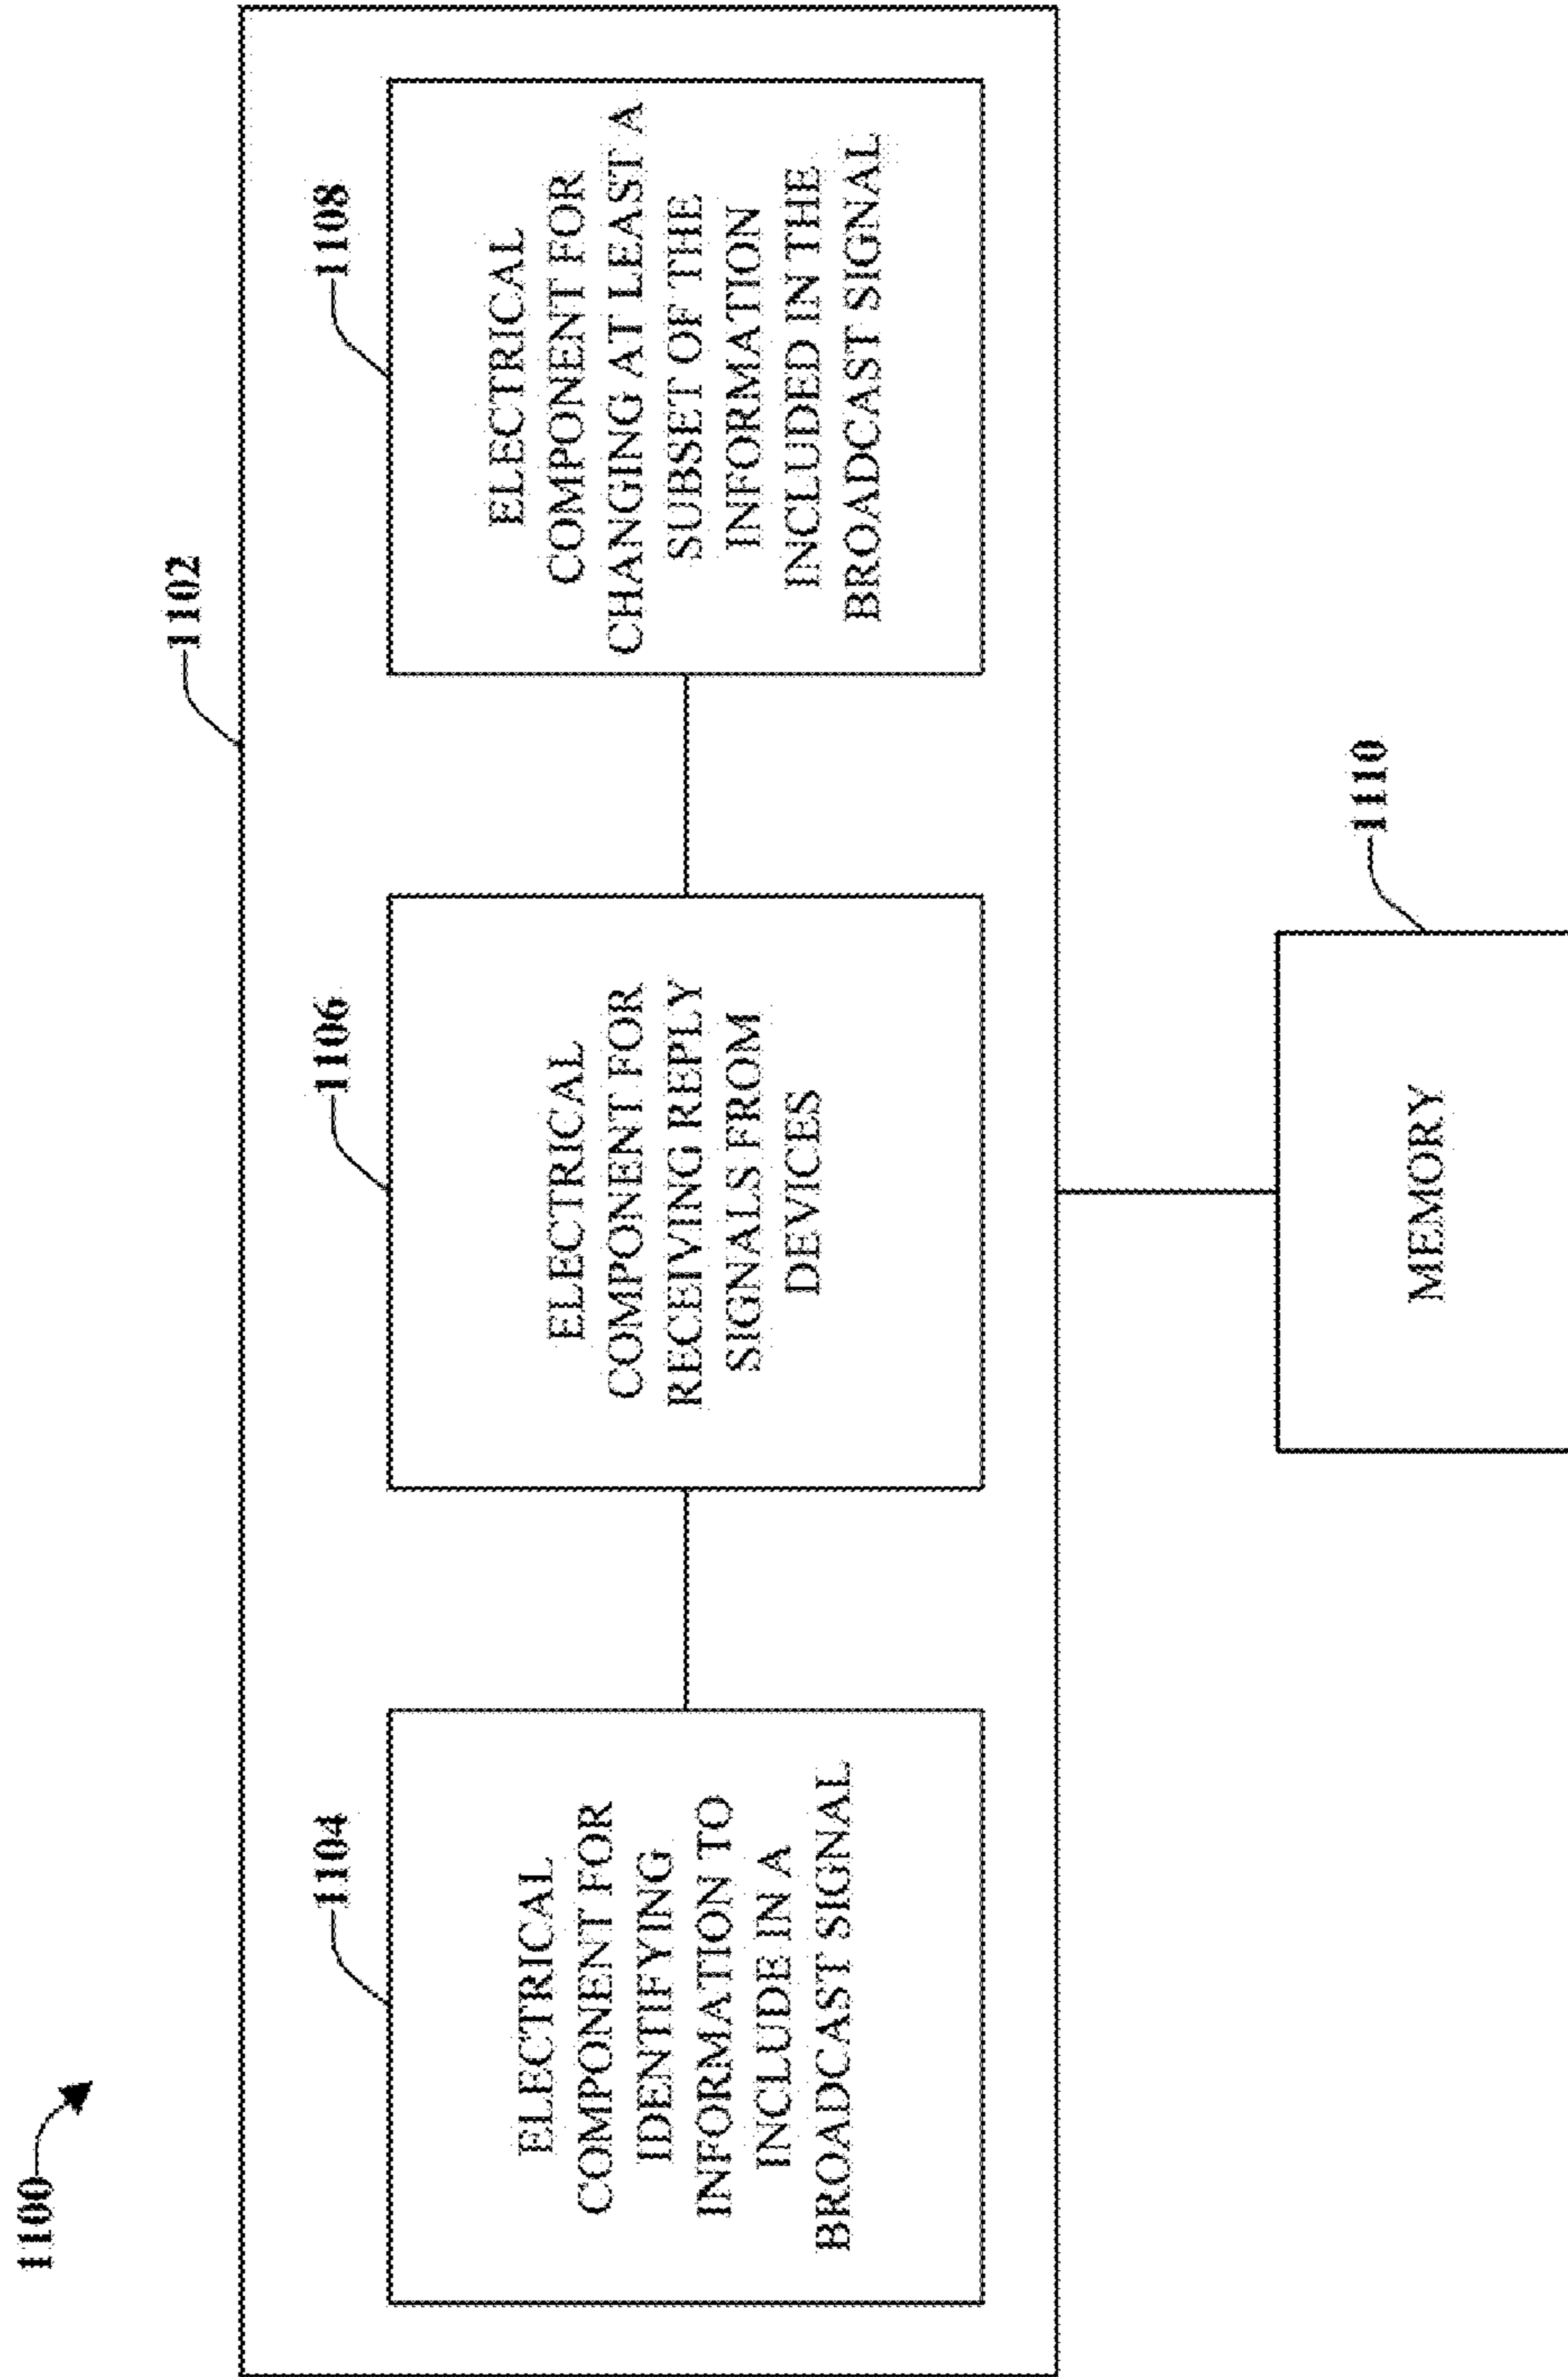 1100
1102
1104
ELECTRICAL
COMPONENT FOR
IDENTIFYING
INFORMATION TO
INCLUDE IN A
BROADCAST SIGNAL
1106
ELECTRICAL
COMPONENT FOR
RECEIVING REPLY
SIGNALS FROM
DEVICES
1108
ELECTRICAL
COMPONENT FOR
CHANGING AT LEAST A
SUBSET OF THE
INFORMATION
INCLUDED IN THE
BROADCAST SIGNAL
1110
MEMORY